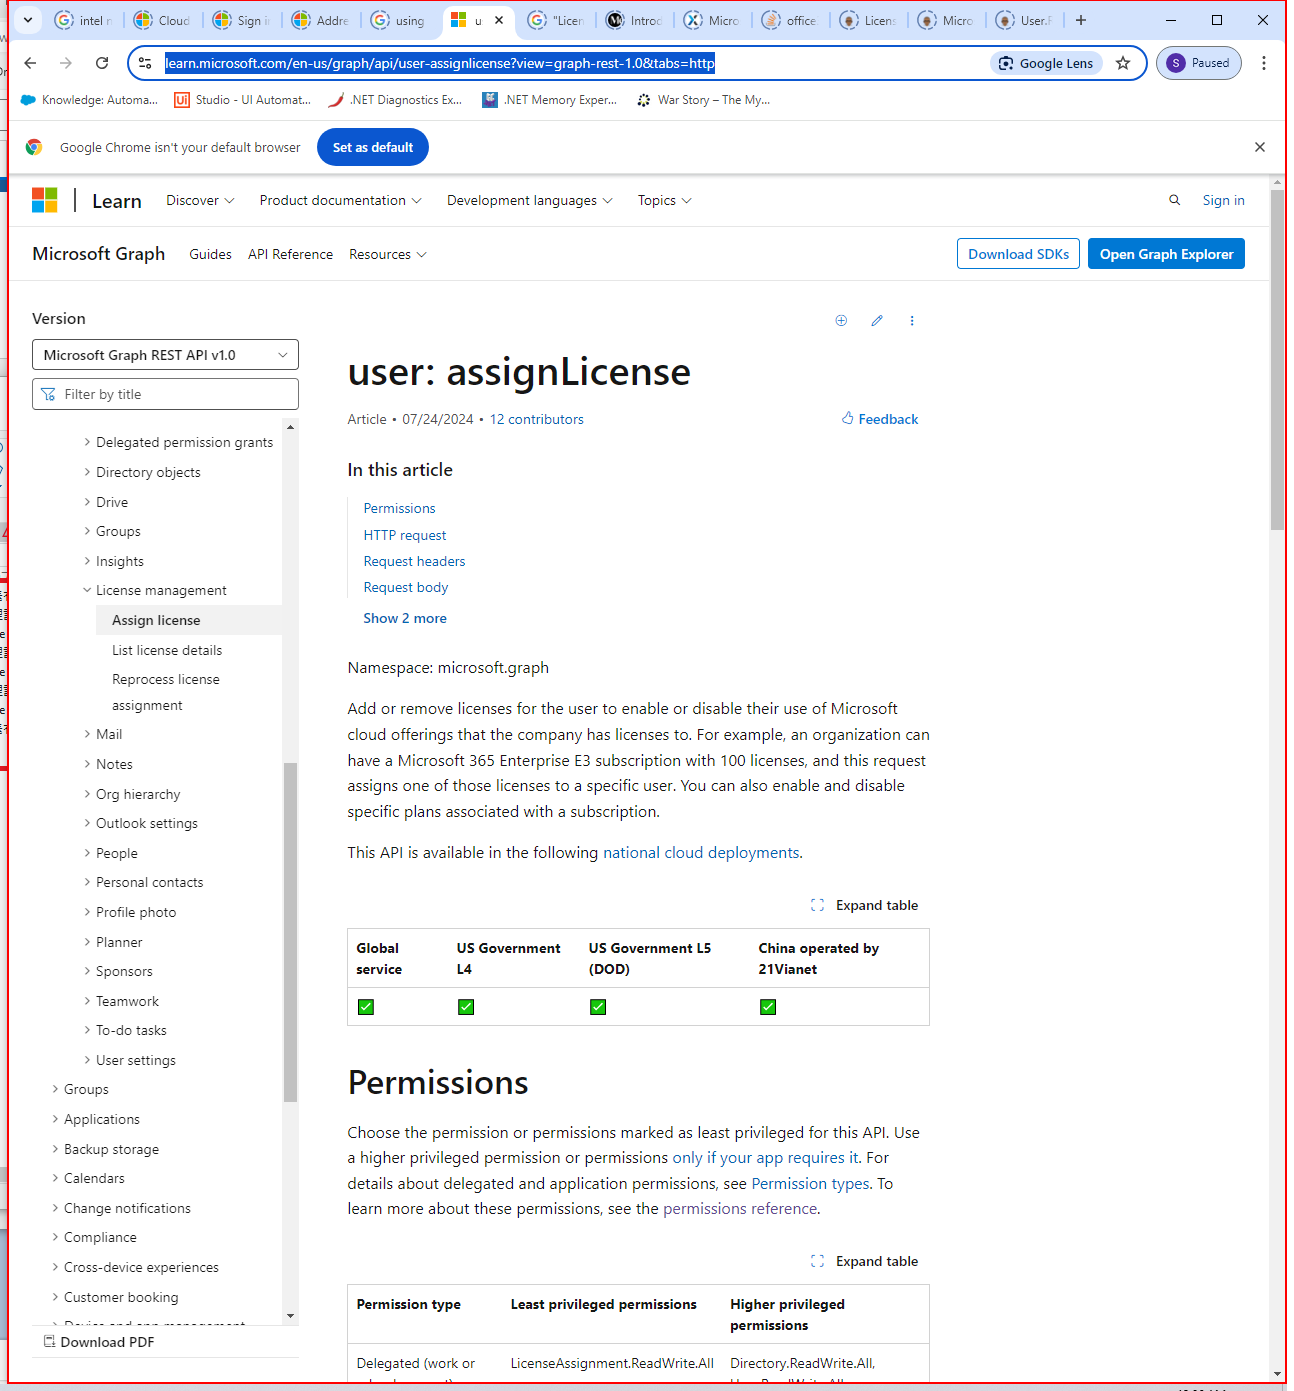 intel n
Cloud
Sign i
Addre
using
u
"Licen
Introd
Micro
office
Licens
Micro
User.F
learn.microsoft.com/en-us/graph/api/user-assignlicense?view=graph-rest-1.0&tabs=http
Google Lens
S
Paused
Knowledge: Automa...
Ui
Studio - UI Automat...
.NET Diagnostics Ex...
.NET Memory Exper...
War Story – The My...
Google Chrome isn't your default browser
Set as default
Learn
Discover
Product documentation
Development languages
Topics
Sign in
Microsoft Graph
Guides
API Reference
Resources
Download SDKs
Open Graph Explorer
Version
Microsoft Graph REST API v1.0
Filter by title
Delegated permission grants
Directory objects
Drive
Groups
Insights
License management
Assign license
List license details
Reprocess license
assignment
Mail
Notes
Org hierarchy
Outlook settings
People
Personal contacts
Profile photo
Planner
Sponsors
Teamwork
To-do tasks
User settings
Groups
Applications
Backup storage
Calendars
Change notifications
Compliance
Cross-device experiences
Customer booking
Device and app management
Download PDF
user: assignLicense
Article • 07/24/2024 • 12 contributors
Feedback
In this article
Permissions
HTTP request
Request headers
Request body
Show 2 more
Namespace: microsoft.graph
Add or remove licenses for the user to enable or disable their use of Microsoft
cloud offerings that the company has licenses to. For example, an organization can
have a Microsoft 365 Enterprise E3 subscription with 100 licenses, and this request
assigns one of those licenses to a specific user. You can also enable and disable
specific plans associated with a subscription.
This API is available in the following national cloud deployments.
Expand table
Global service
US Government L4
US Government L5 (DOD)
China operated by 21Vianet
Permissions
Choose the permission or permissions marked as least privileged for this API. Use
a higher privileged permission or permissions only if your app requires it. For
details about delegated and application permissions, see Permission types. To
learn more about these permissions, see the permissions reference.
Expand table
Permission type
Least privileged permissions
Higher privileged permissions
Delegated (work or
LicenseAssignment.ReadWrite.All
Directory.ReadWrite.All,